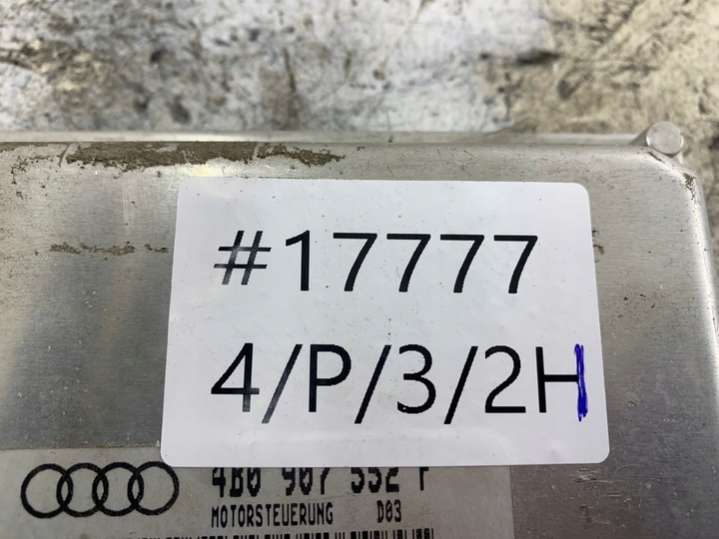 #17777
4/P/3/2H
4B0 907 552 F
MOTORSTEUERUNG D03